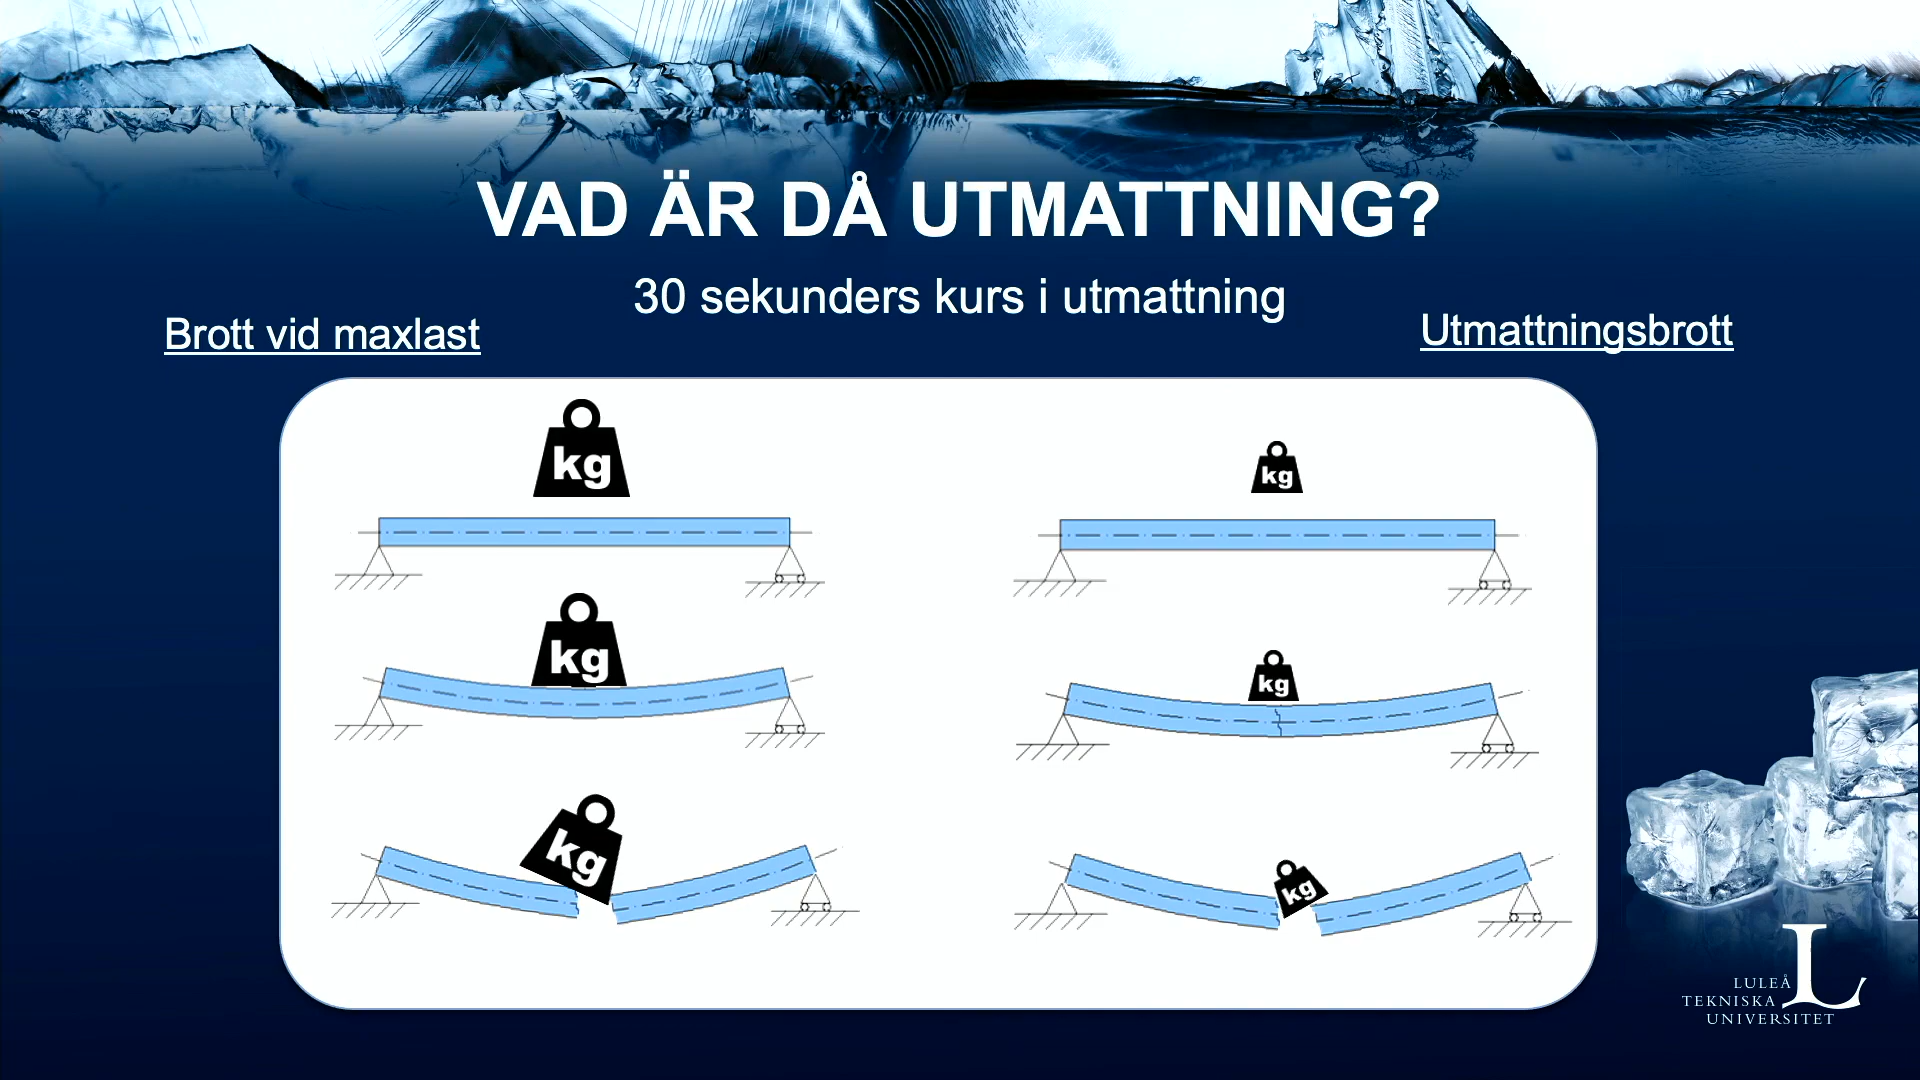 VAD ÄR DÅ UTMATTNING?
30 sekunders kurs i utmattning
Brott vid maxlast
Utmattningsbrott
kg
kg
kg
kg
kg
kg
LULEÅ
TEKNISKA
UNIVERSITET
L